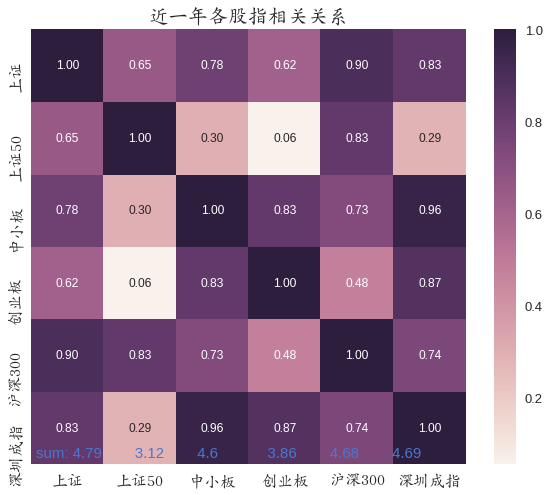 近一年各股指相关关系
上证 1.00 0.65 0.78 0.62 0.90 0.83
上证50 0.65 1.00 0.30 0.06 0.83 0.29
中小板 0.78 0.30 1.00 0.83 0.73 0.96
创业板 0.62 0.06 0.83 1.00 0.48 0.87
沪深300 0.90 0.83 0.73 0.48 1.00 0.74
深圳成指 0.83 0.29 0.96 0.87 0.74 1.00
sum: 4.79 3.12 4.6 3.86 4.68 4.69
上证 上证50 中小板 创业板 沪深300 深圳成指
1.0
0.8
0.6
0.4
0.2